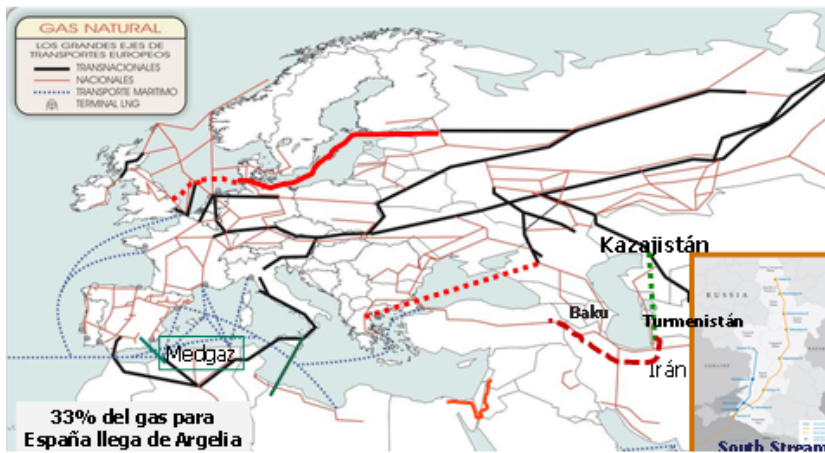 GAS NATURAL
LOS GRANDES EJES DE
TRANSPORTES EUROPEOS
TRANSNACIONALES
NACIONALES
TRANSPORTE MARITIMO
TERMINAL LNG
Kazajistán
RUSSIA
Baku
Turmenistán
Medgaz
Irán
33% del gas para
España llega de Argelia
South Stream